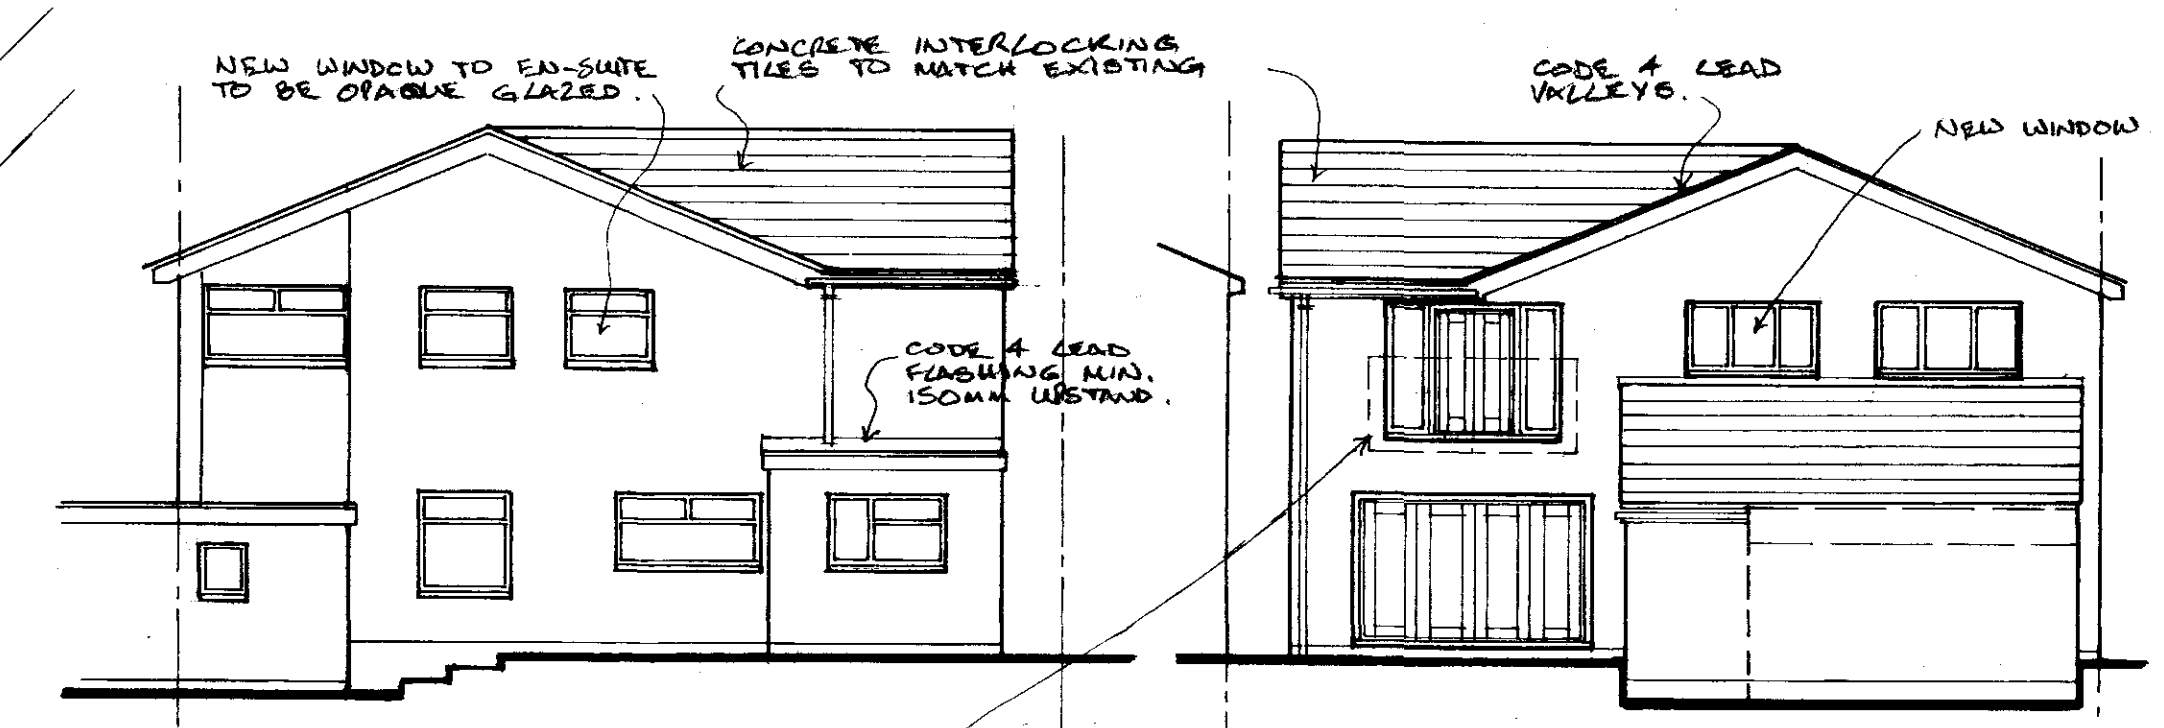 NEW WINDOW TO EN-SUITE
TO BE OPAQUE GLAZED.
CONCRETE INTERLOCKING
TILES TO MATCH EXISTING
CODE 4 LEAD
VALLEYS.
NEW WINDOW
CODE 4 LEAD
FLASHING MIN.
150MM UPSTAND.